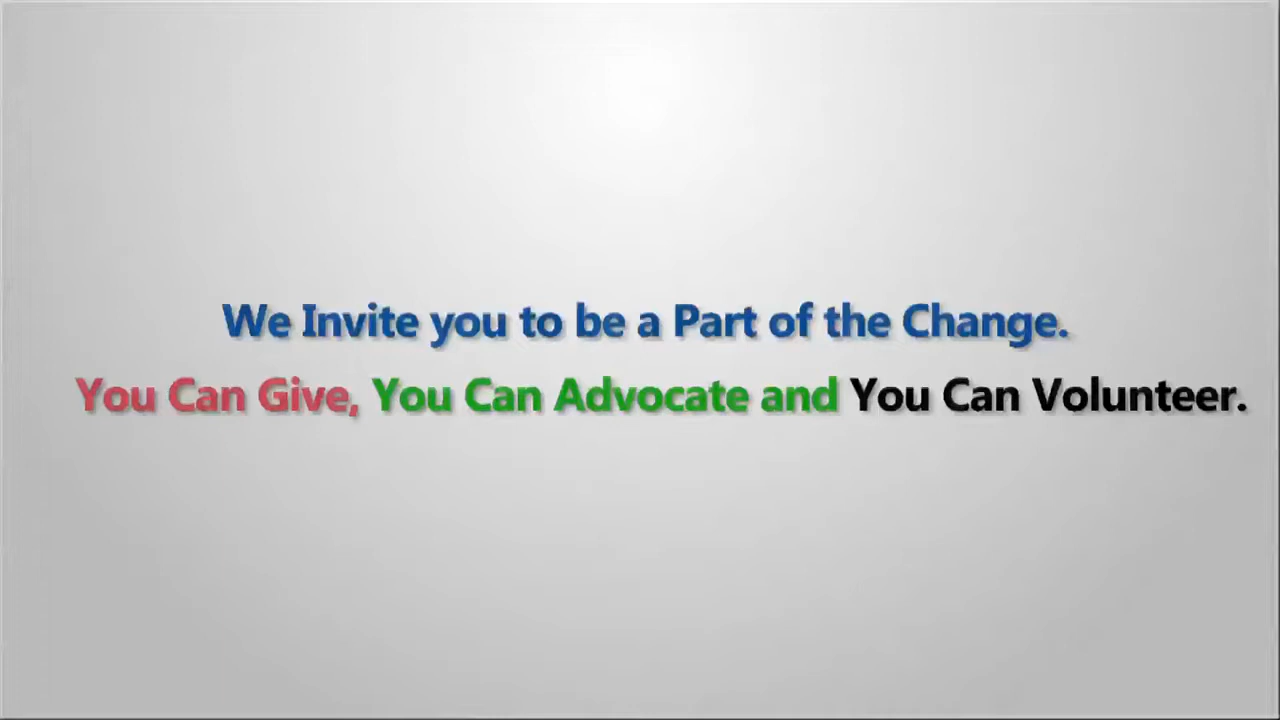 We Invite you to be a Part of the Change.
You Can Give, You Can Advocate and You Can Volunteer.